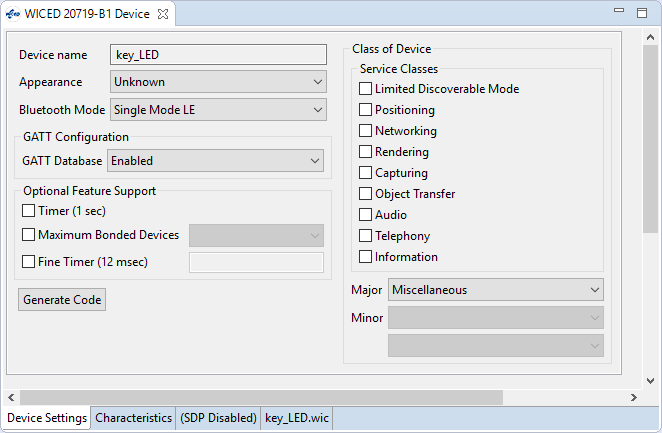 WICED 20719-B1 Device
Device name key_LED
Appearance Unknown
Bluetooth Mode Single Mode LE
GATT Configuration
GATT Database Enabled
Optional Feature Support
Timer (1 sec)
Maximum Bonded Devices
Fine Timer (12 msec)
Generate Code
Class of Device
Service Classes
Limited Discoverable Mode
Positioning
Networking
Rendering
Capturing
Object Transfer
Audio
Telephony
Information
Major Miscellaneous
Minor
Device Settings Characteristics (SDP Disabled) key_LED.wic